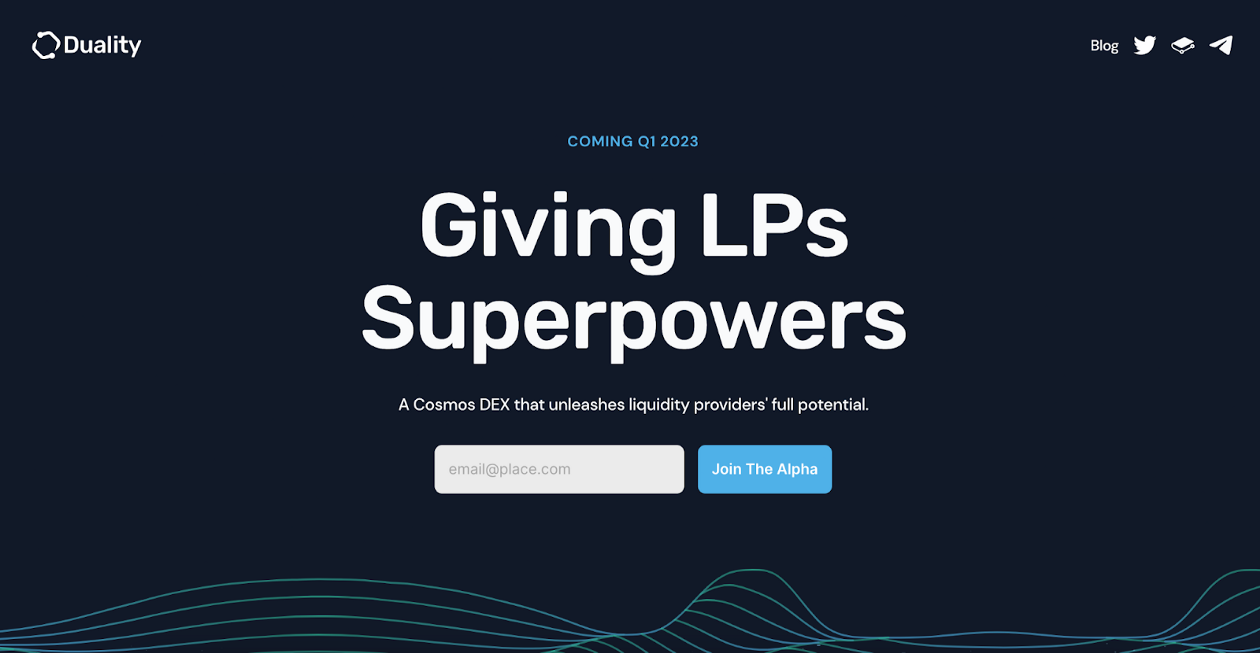 Duality
Blog
COMING Q1 2023
Giving LPs
Superpowers
A Cosmos DEX that unleashes liquidity providers' full potential.
email@place.com
Join The Alpha